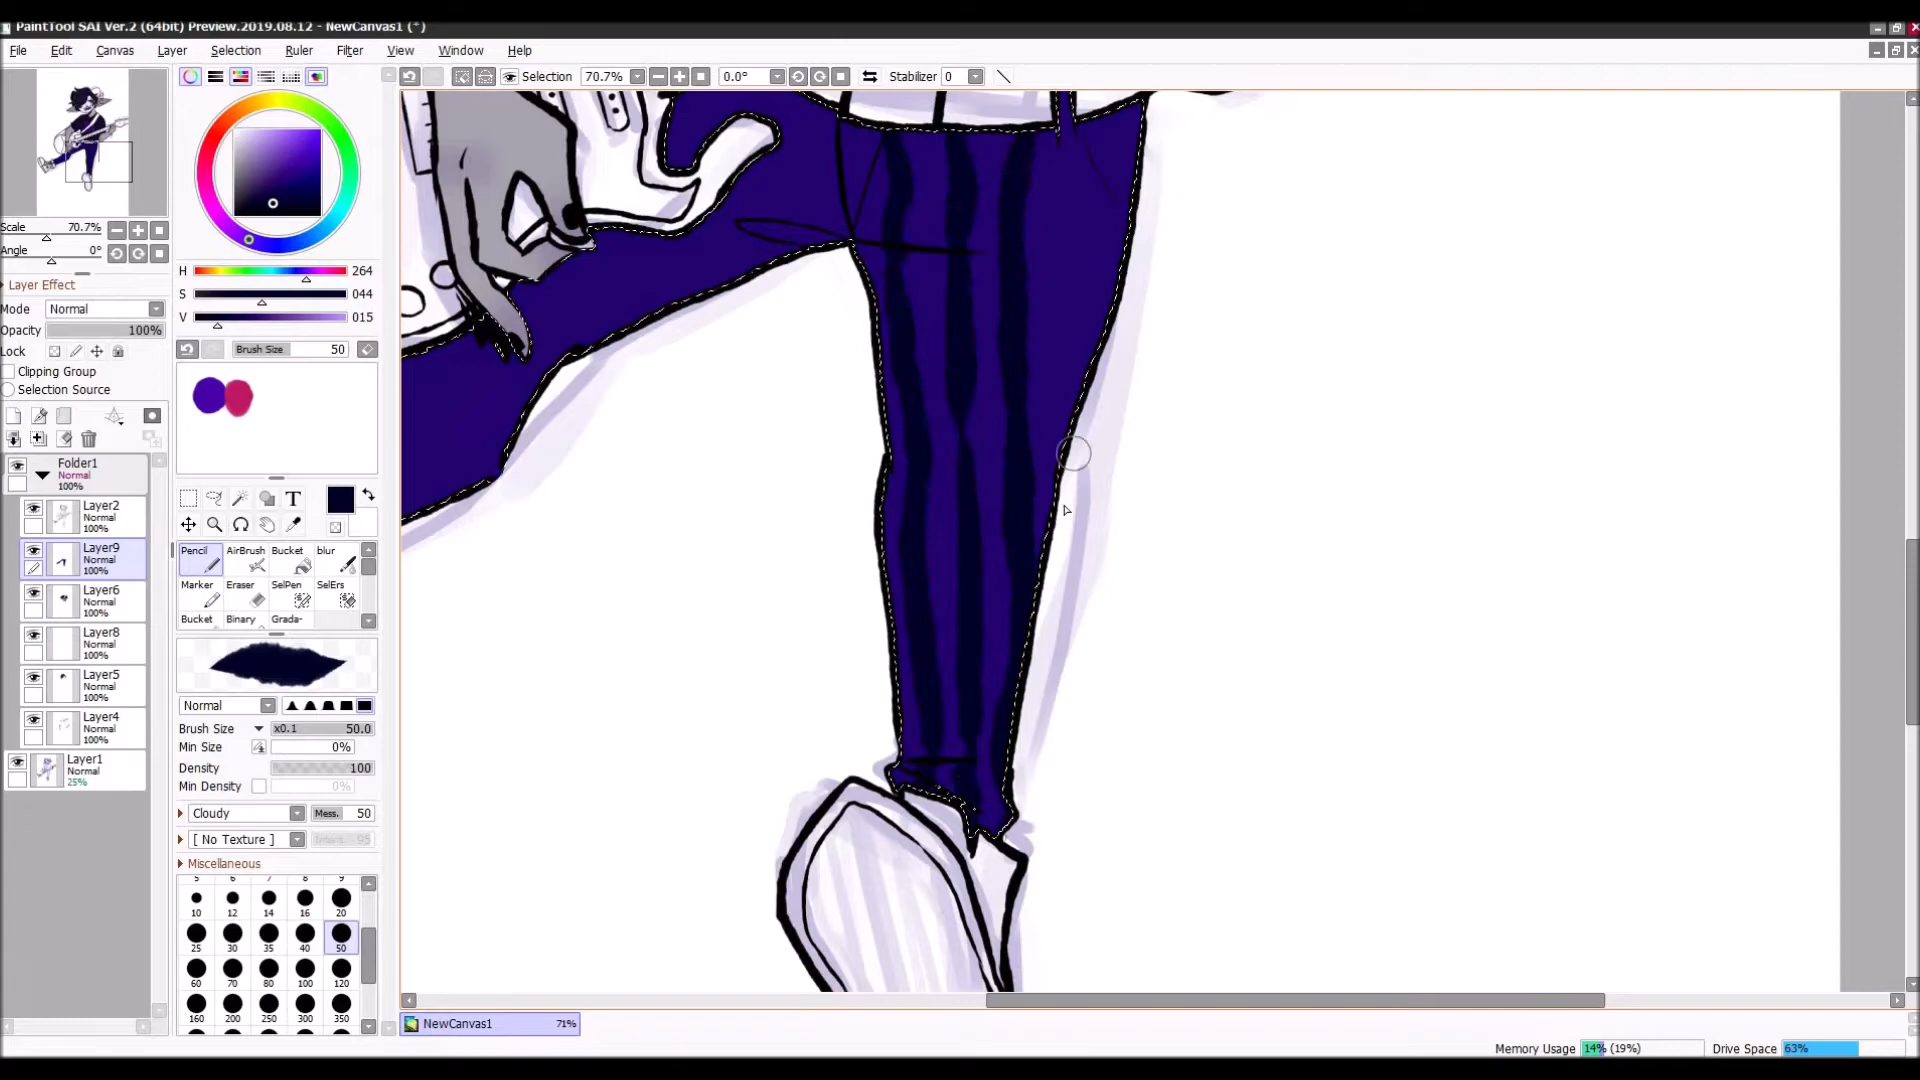 PaintTool SAI Ver.2 (64bit) Preview.2019.08.12 - NewCanvas1 (*)
File Edit Canvas Layer Selection Ruler Filter View Window Help
Selection 70.7% 0.0° Stabilizer 0
Scale 70.7%
Angle 0°
Layer Effect
Mode Normal
Opacity 100%
Lock
Clipping Group
Selection Source
Folder1
Normal
100%
Layer2
Normal
100%
Layer9
Normal
100%
Layer6
Normal
100%
Layer8
Normal
100%
Layer5
Normal
100%
Layer4
Normal
100%
Layer1
Normal
25%
H 264
S 044
V 015
Brush Size 50
T
Pencil AirBrush Bucket blur
Marker Eraser SelPen SelErs
Bucket Binary Grada-
Normal
Brush Size x0.1 50.0
Min Size 0%
Density 100
Min Density 0%
Cloudy Mess. 50
[ No Texture ] 95
Miscellaneous
5 6 7 8 9
10 12 14 16 20
25 30 35 40 50
60 70 80 100 120
160 200 250 300 350
NewCanvas1 71%
Memory Usage 14% (19%) Drive Space 63%